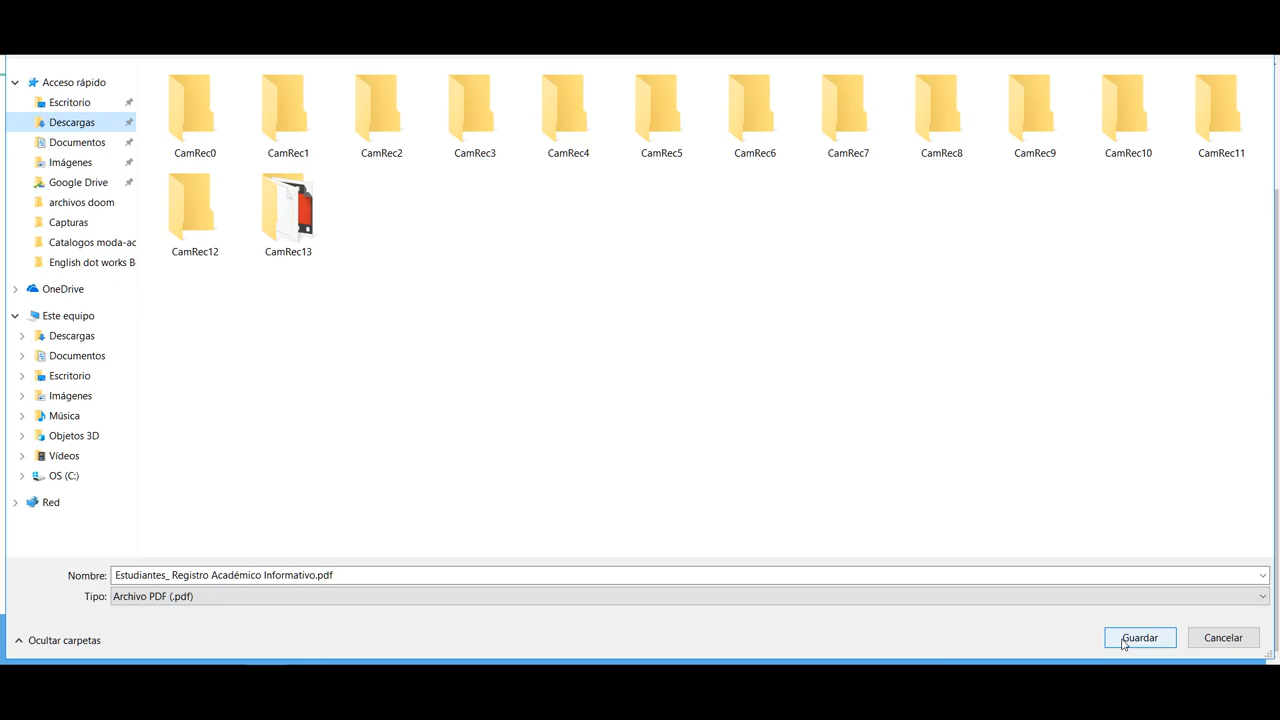 Acceso rápido
Escritorio
Descargas
Documentos
Imágenes
Google Drive
archivos doom
Capturas
Catalogos moda-ac
English dot works B
OneDrive
Este equipo
Descargas
Documentos
Escritorio
Imágenes
Música
Objetos 3D
Vídeos
OS (C:)
Red
CamRec0
CamRec1
CamRec2
CamRec3
CamRec4
CamRec5
CamRec6
CamRec7
CamRec8
CamRec9
CamRec10
CamRec11
CamRec12
CamRec13
Nombre: Estudiantes_ Registro Académico Informativo.pdf
Tipo: Archivo PDF (.pdf)
Ocultar carpetas
Guardar
Cancelar